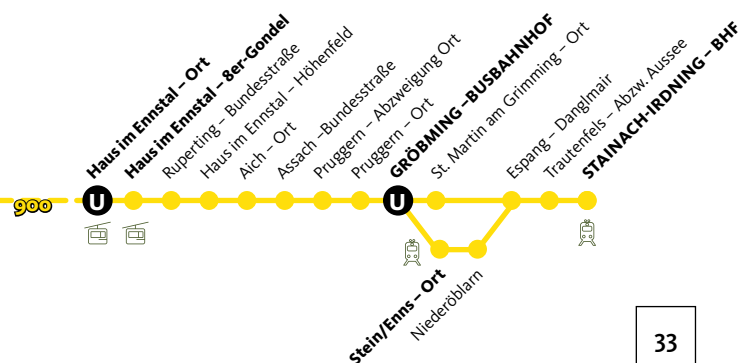 Haus im Ennstal – Ort
Haus im Ennstal – 8er-Gondel
Ruperting – Bundesstraße
Haus im Ennstal – Höhenfeld
Aich – Ort
Assach –Bundesstraße
Pruggern – Abzweigung Ort
Pruggern – Ort
GRÖBMING –BUSBAHNHOF
St. Martin am Grimming – Ort
Espang – Danglmair
Trautenfels – Abzw. Aussee
STAINACH-IRDNING – BHF
900
U
U
Stein/Enns – Ort
Niederöblarn
33